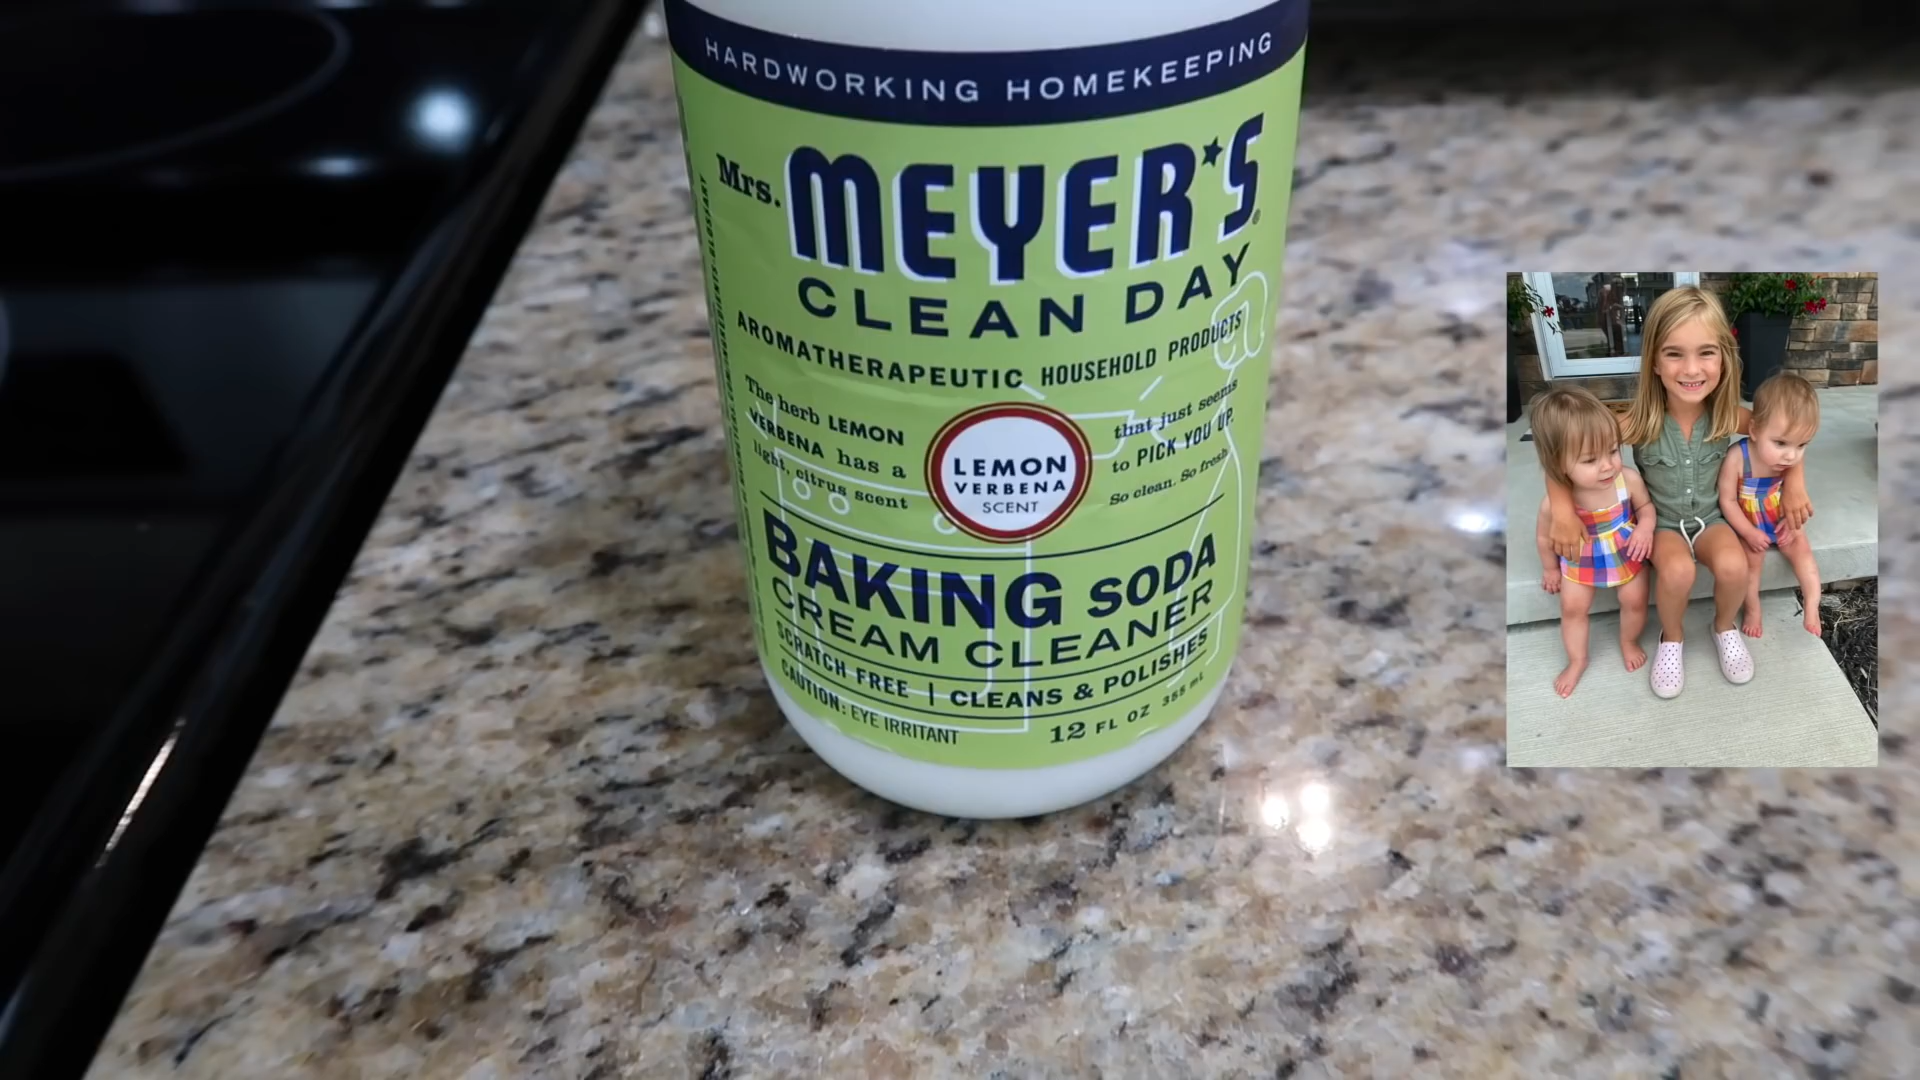 HARDWORKING HOMEKEEPING
Mrs. MEYER'S
CLEAN DAY
AROMATHERAPEUTIC HOUSEHOLD PRODUCTS
The herb LEMON
VERBENA has a
light, citrus scent
LEMON
VERBENA
SCENT
that just seems
to PICK YOU UP.
So clean. So fresh
BAKING SODA
CREAM CLEANER
SCRATCH FREE | CLEANS & POLISHES
CAUTION: EYE IRRITANT
12 FL OZ 355 mL